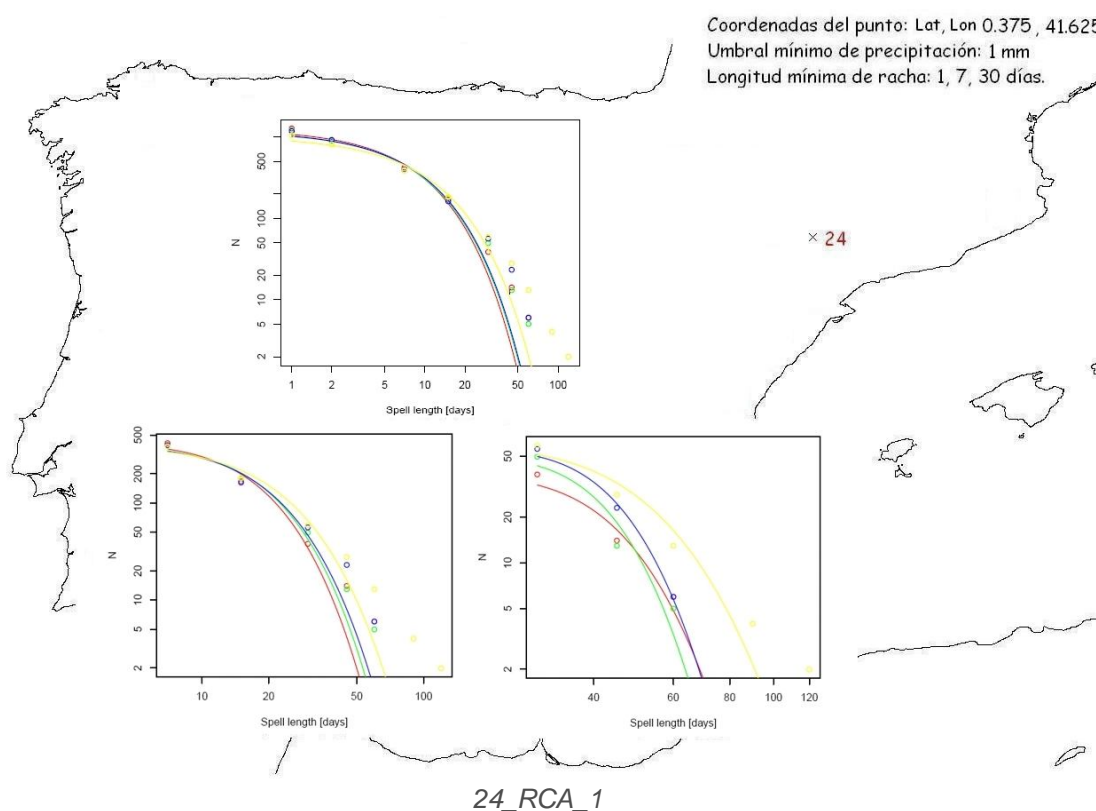 Coordenadas del punto: Lat, Lon 0.375 , 41.625
Umbral mínimo de precipitación: 1 mm
Longitud mínima de racha: 1, 7, 30 días.
24
500
100
50
20
10
5
2
N
1 2 5 10 20 50 100
Spell length [days]
500
200
100
50
20
10
5
2
N
10 20 50 100
Spell length [days]
50
20
10
5
2
N
40 60 80 100 120
Spell length [days]
24_RCA_1